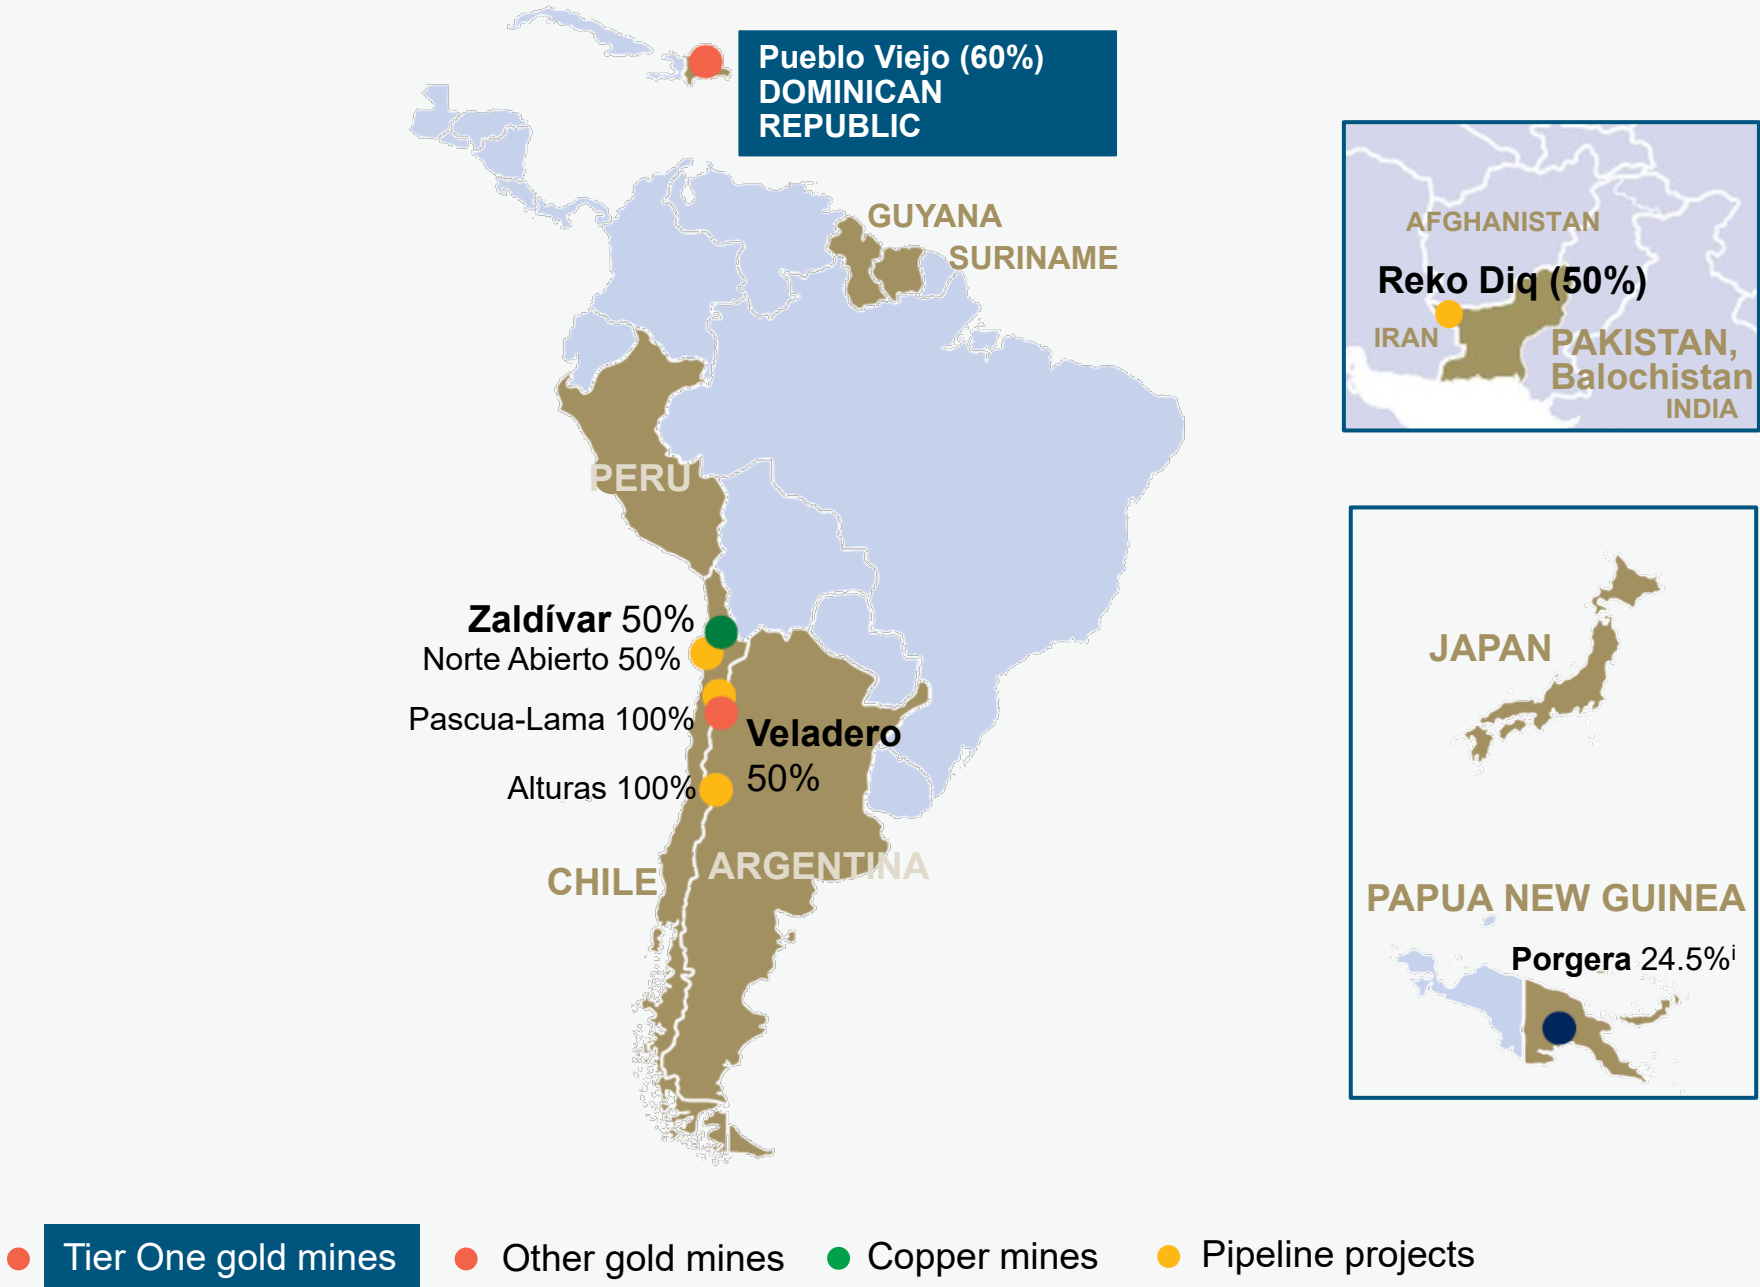 Pueblo Viejo (60%)
DOMINICAN
REPUBLIC
GUYANA
SURINAME
PERU
Zaldívar 50%
Norte Abierto 50%
Pascua-Lama 100%
Veladero
50%
Alturas 100%
CHILE
ARGENTINA
AFGHANISTAN
Reko Diq (50%)
IRAN
PAKISTAN,
Balochistan
INDIA
JAPAN
PAPUA NEW GUINEA
Porgera 24.5%ⁱ
Tier One gold mines
Other gold mines
Copper mines
Pipeline projects